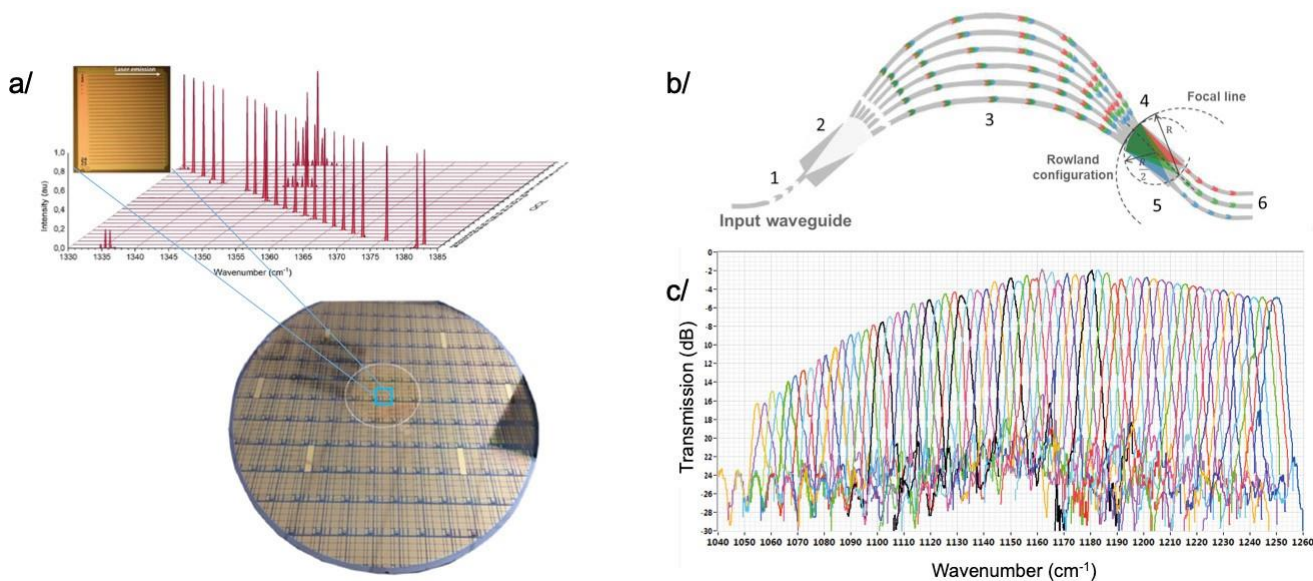 a/
Laser emission
1,0
0,8
0,6
0,4
0,2
0,0
Intensity (au)
1330 1335 1340 1345 1350 1355 1360 1365 1370 1375 1380 1385
Wavenumber (cm-1)
QCL
b/
1
2
3
4
5
6
Input waveguide
Rowland
configuration
Focal line
R
R
2
c/
-0
-2
-4
-6
-8
10
12
14
16
18
20
22
24
-26
-28
-30
Transmission (dB)
1040 1050 1060 1070 1080 1090 1100 1110 1120 1130 1140 1150 1160 1170 1180 1190 1200 1210 1220 1230 1240 1250 1260
Wavenumber (cm-1)